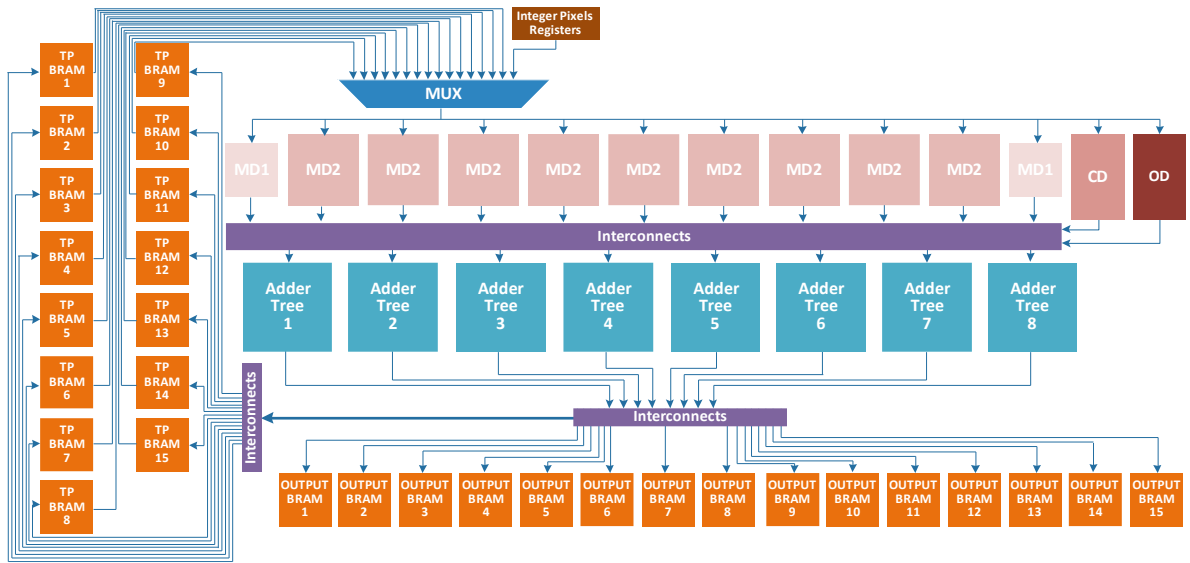 Integer Pixels
Registers
TP
BRAM
1
TP
BRAM
9
MUX
TP
BRAM
2
TP
BRAM
10
MD1
MD2
MD2
MD2
MD2
MD2
MD2
MD2
MD2
MD2
MD1
CD
OD
TP
BRAM
3
TP
BRAM
11
Interconnects
TP
BRAM
4
TP
BRAM
12
Adder
Tree
1
Adder
Tree
2
Adder
Tree
3
Adder
Tree
4
Adder
Tree
5
Adder
Tree
6
Adder
Tree
7
Adder
Tree
8
TP
BRAM
5
TP
BRAM
13
TP
BRAM
6
TP
BRAM
14
Interconnects
Interconnects
TP
BRAM
7
TP
BRAM
15
TP
BRAM
8
OUTPUT
BRAM
1
OUTPUT
BRAM
2
OUTPUT
BRAM
3
OUTPUT
BRAM
4
OUTPUT
BRAM
5
OUTPUT
BRAM
6
OUTPUT
BRAM
7
OUTPUT
BRAM
8
OUTPUT
BRAM
9
OUTPUT
BRAM
10
OUTPUT
BRAM
11
OUTPUT
BRAM
12
OUTPUT
BRAM
13
OUTPUT
BRAM
14
OUTPUT
BRAM
15